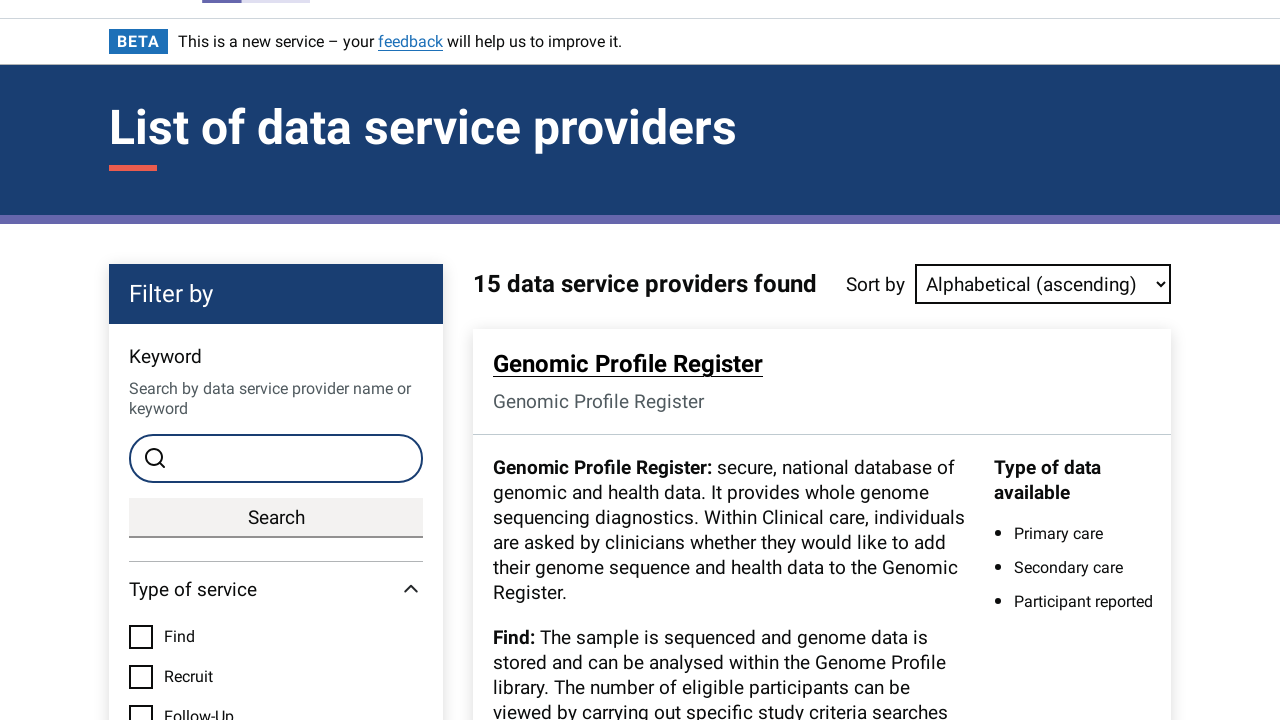 BETA This is a new service – your feedback will help us to improve it.
List of data service providers
Filter by
Keyword
Search by data service provider name or
keyword
Search
Type of service
Find
Recruit
Follow-Up
15 data service providers found
Sort by Alphabetical (ascending)
Genomic Profile Register
Genomic Profile Register
Genomic Profile Register: secure, national database of
genomic and health data. It provides whole genome
sequencing diagnostics. Within Clinical care, individuals
are asked by clinicians whether they would like to add
their genome sequence and health data to the Genomic
Register.
Find: The sample is sequenced and genome data is
stored and can be analysed within the Genome Profile
library. The number of eligible participants can be
viewed by carrying out specific study criteria searches
Type of data
available
Primary care
Secondary care
Participant reported